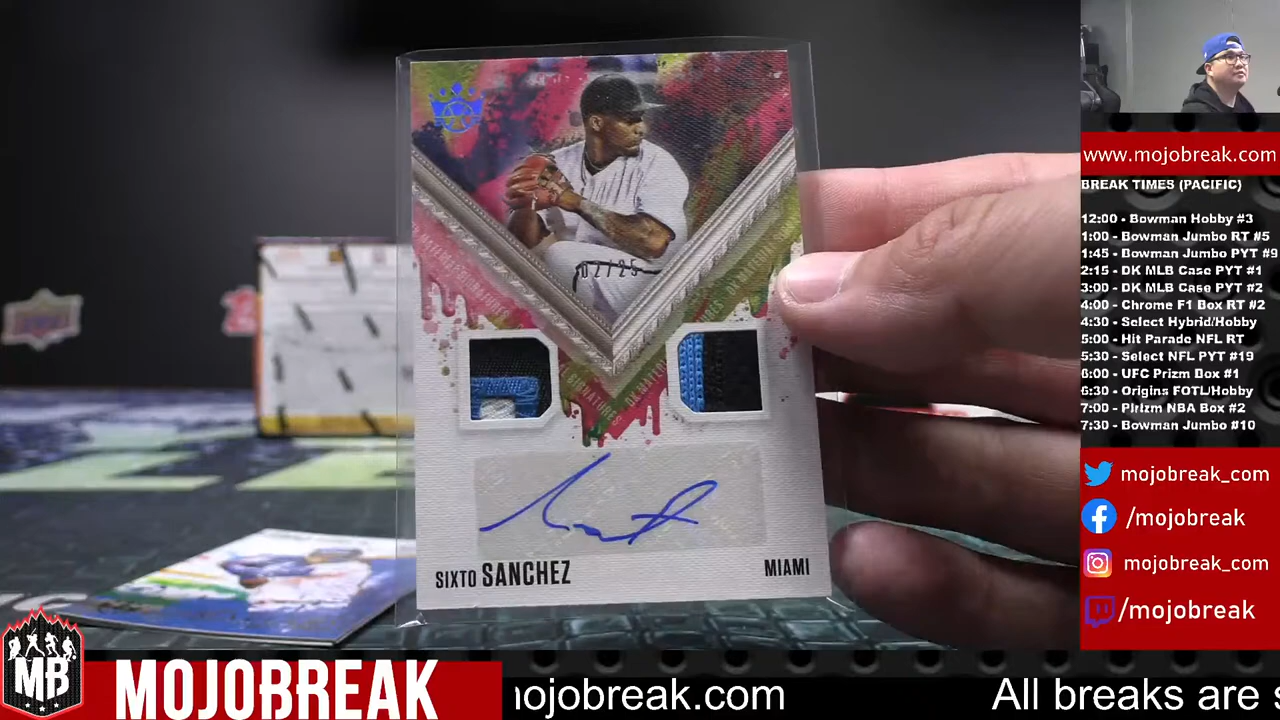 02/25
DK MATERIAL SIGNATURES
SIXTO SANCHEZ
MIAMI
www.mojobreak.com
BREAK TIMES (PACIFIC)
12:00 - Bowman Hobby #3
1:00 - Bowman Jumbo RT #5
1:45 - Bowman Jumbo PYT #9
2:15 - DK MLB Case PYT #1
3:00 - DK MLB Case PYT #2
4:00 - Chrome F1 Box RT #2
4:30 - Select Hybrid/Hobby
5:00 - Hit Parade NFL RT
5:30 - Select NFL PYT #19
6:00 - UFC Prizm Box #1
6:30 - Origins FOTL/Hobby
7:00 - Pirizm NBA Box #2
7:30 - Bowman Jumbo #10
mojobreak_com
/mojobreak
mojobreak_com
/mojobreak
MB
MOJOBREAK
mojobreak.com
All breaks are s